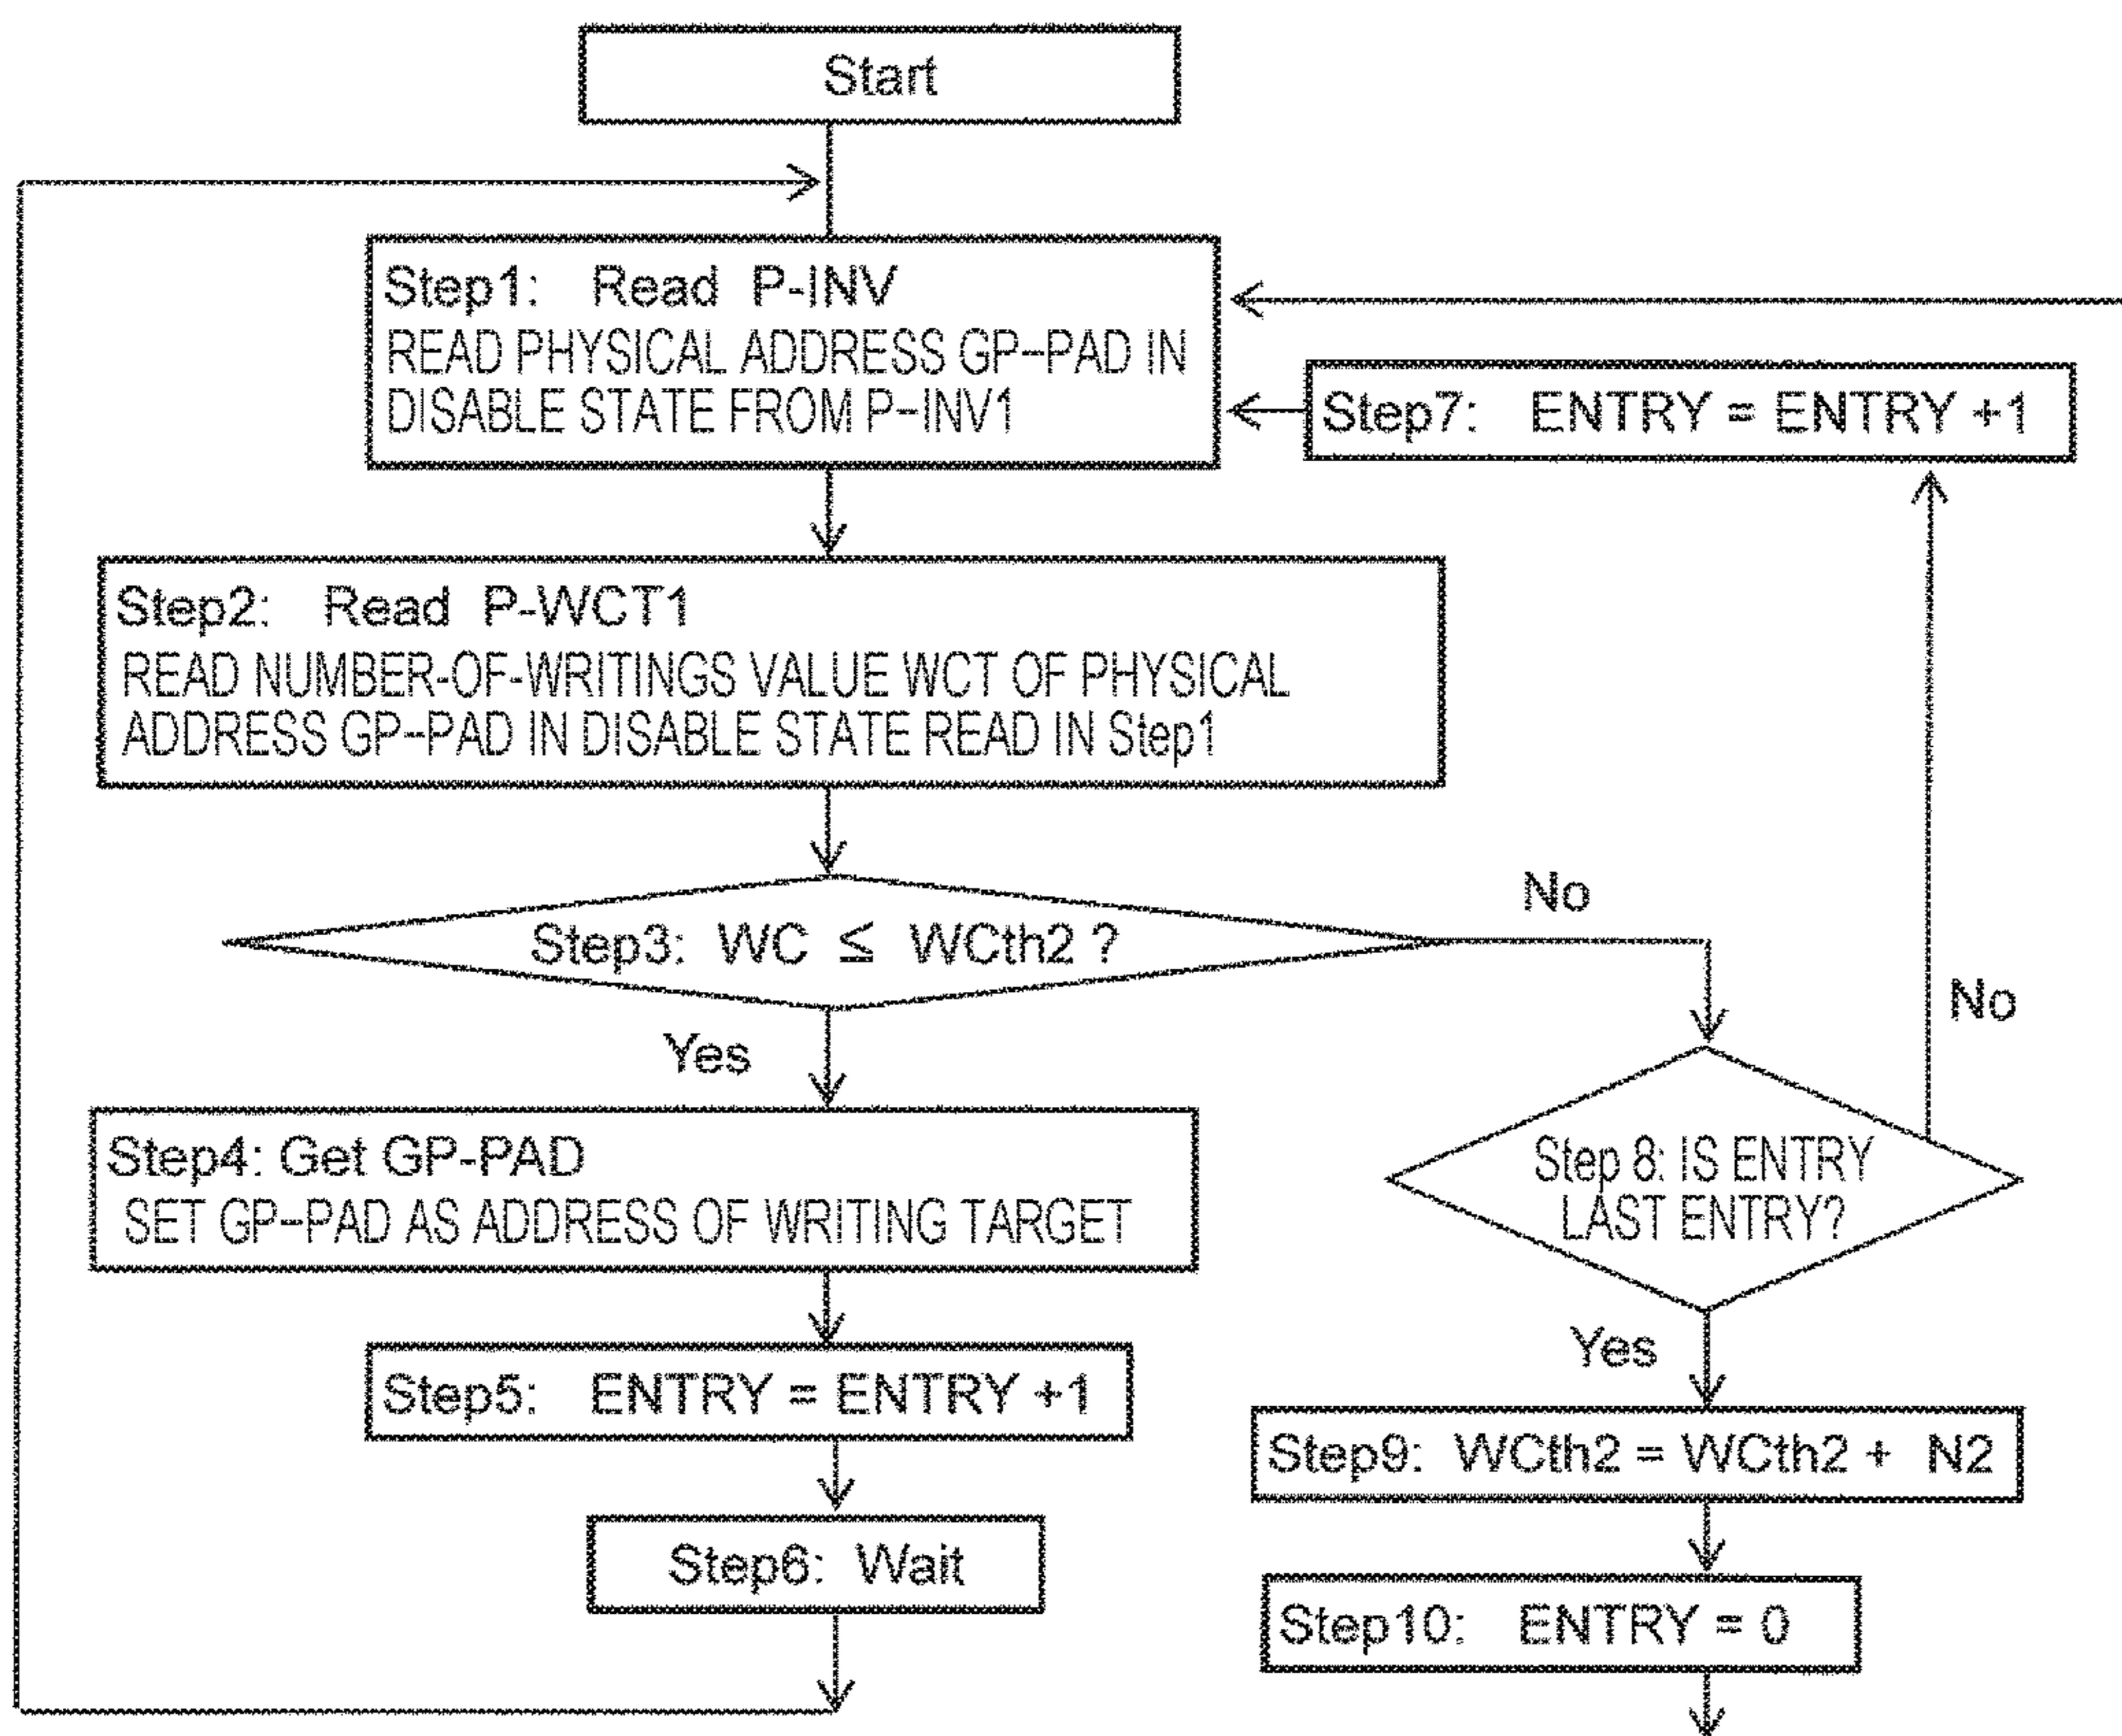 Start
Step1: Read P-INV
READ PHYSICAL ADDRESS GP-PAD IN
DISABLE STATE FROM P-INV1
Step7: ENTRY = ENTRY +1
Step2: Read P-WCT1
READ NUMBER-OF-WRITINGS VALUE WCT OF PHYSICAL
ADDRESS GP-PAD IN DISABLE STATE READ IN Step1
Step3: WC ≤ WCth2 ?
No
Yes
No
Step4: Get GP-PAD
SET GP-PAD AS ADDRESS OF WRITING TARGET
Step 8: IS ENTRY
LAST ENTRY?
Step5: ENTRY = ENTRY +1
Yes
Step9: WCth2 = WCth2 + N2
Step6: Wait
Step10: ENTRY = 0